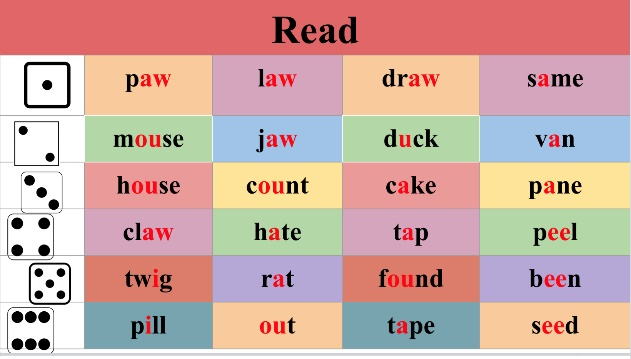 Read
paw law draw same
mouse jaw duck van
house count cake pane
claw hate tap peel
twig rat found been
pill out tape seed